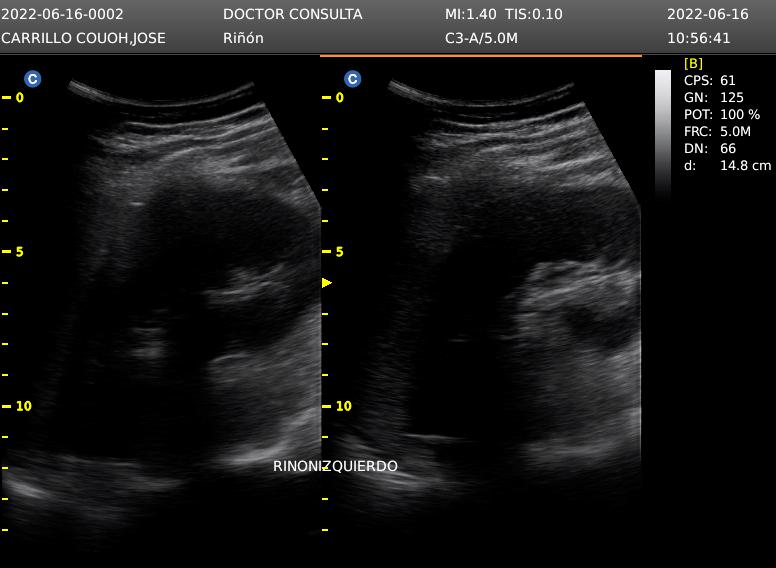 2022-06-16-0002 DOCTOR CONSULTA MI:1.40 TIS:0.10 2022-06-16
CARRILLO COUOH,JOSE Riñón C3-A/5.0M 10:56:41
[B]
C C
CPS: 61
GN: 125
POT: 100 %
FRC: 5.0M
DN: 66
d: 14.8 cm
0 0
5 5
10 10
RINONIZQUIERDO